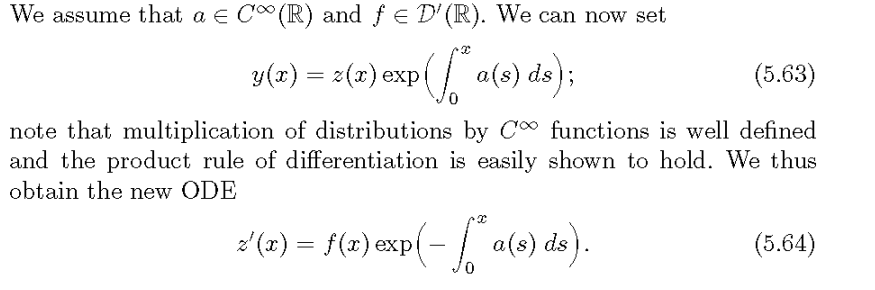 We assume that a ∈ C^∞(ℝ) and f ∈ 𝒟′(ℝ). We can now set
y(x) = z(x) exp(∫_0^x a(s) ds); (5.63)
note that multiplication of distributions by C^∞ functions is well defined
and the product rule of differentiation is easily shown to hold. We thus
obtain the new ODE
z′(x) = f(x) exp(−∫_0^x a(s) ds). (5.64)